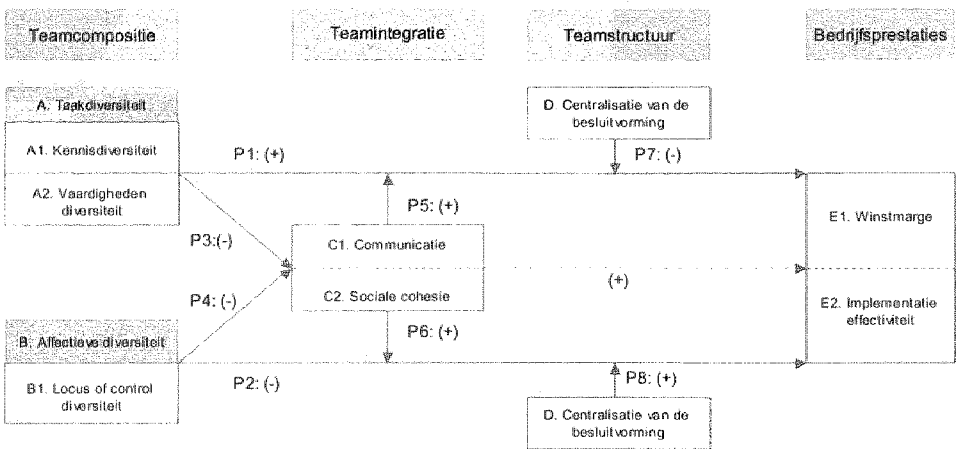 Teamcompositie
Teamintegratie
Teamstructuur
Bedrijfsprestaties
A. Taakdiversiteit
A1. Kennisdiversiteit
A2. Vaardigheden
diversiteit
P1: (+)
D. Centralisatie van de
besluitvorming
P7: (-)
P5: (+)
P3:(-)
C1. Communicatie
C2. Sociale cohesie
(+)
E1. Winstmarge
E2. Implementatie
effectiviteit
P4: (-)
P6: (+)
B. Affectieve diversiteit
B1. Locus of control
diversiteit
P2: (-)
P8: (+)
D. Centralisatie van de
besluitvorming